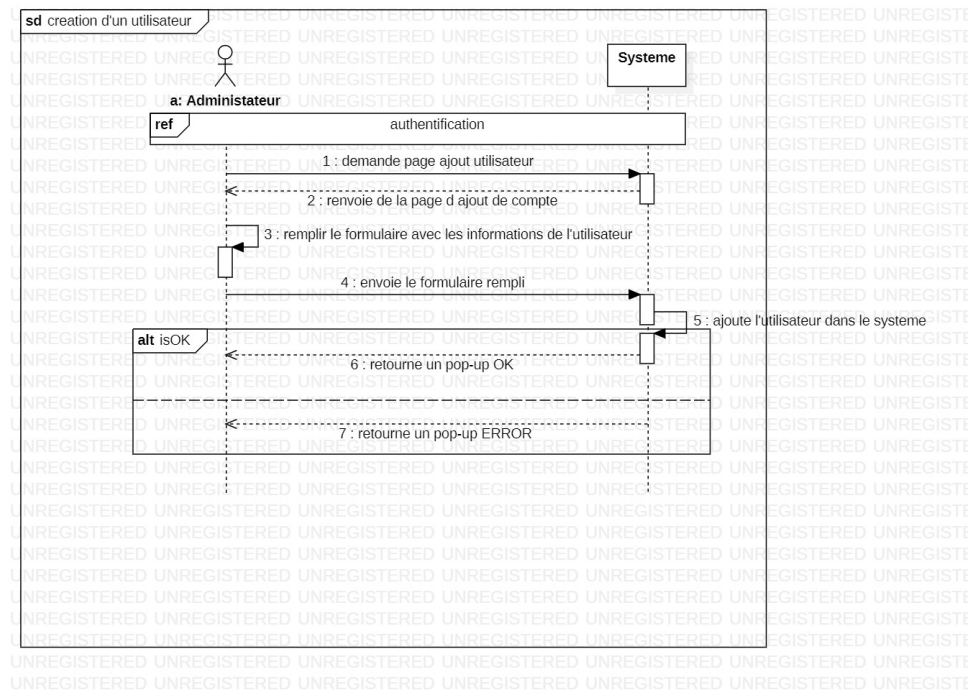 sd creation d'un utilisateur
Systeme
a: Administateur
ref authentification
1 : demande page ajout utilisateur
2 : renvoie de la page d ajout de compte
3 : remplir le formulaire avec les informations de l'utilisateur
4 : envoie le formulaire rempli
5 : ajoute l'utilisateur dans le systeme
alt isOK
6 : retourne un pop-up OK
7 : retourne un pop-up ERROR
UNREGISTERED